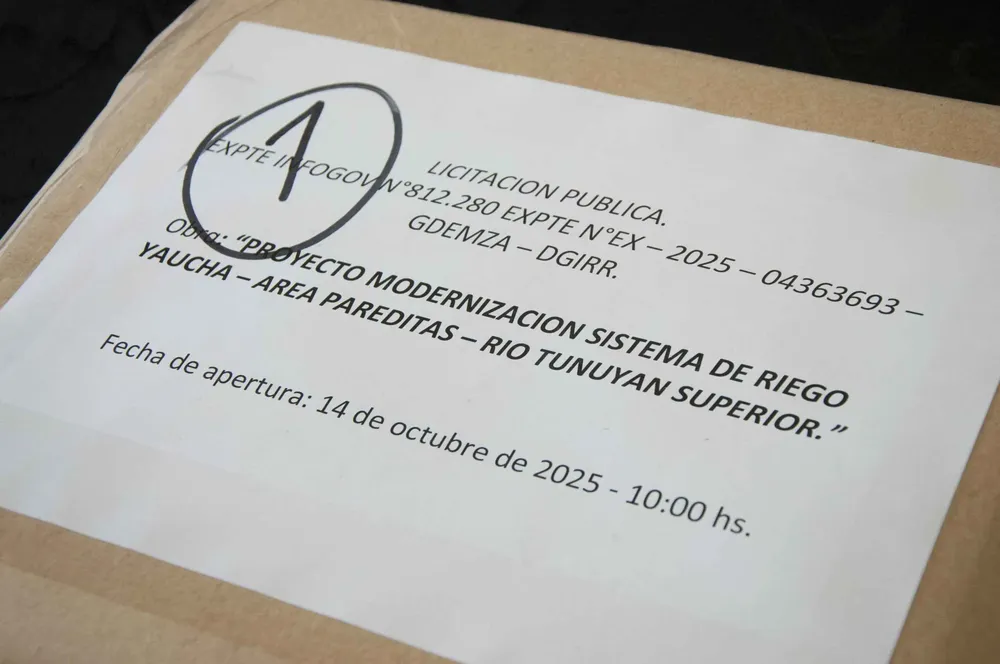 1
LICITACION PUBLICA.
EXPTE INFOGOV N°812.280 EXPTE N°EX – 2025 – 04363693 –
GDEMZA – DGIRR.
Obra: “PROYECTO MODERNIZACION SISTEMA DE RIEGO
YAUCHA – AREA PAREDITAS – RIO TUNUYAN SUPERIOR.”
Fecha de apertura: 14 de octubre de 2025 - 10:00 hs.